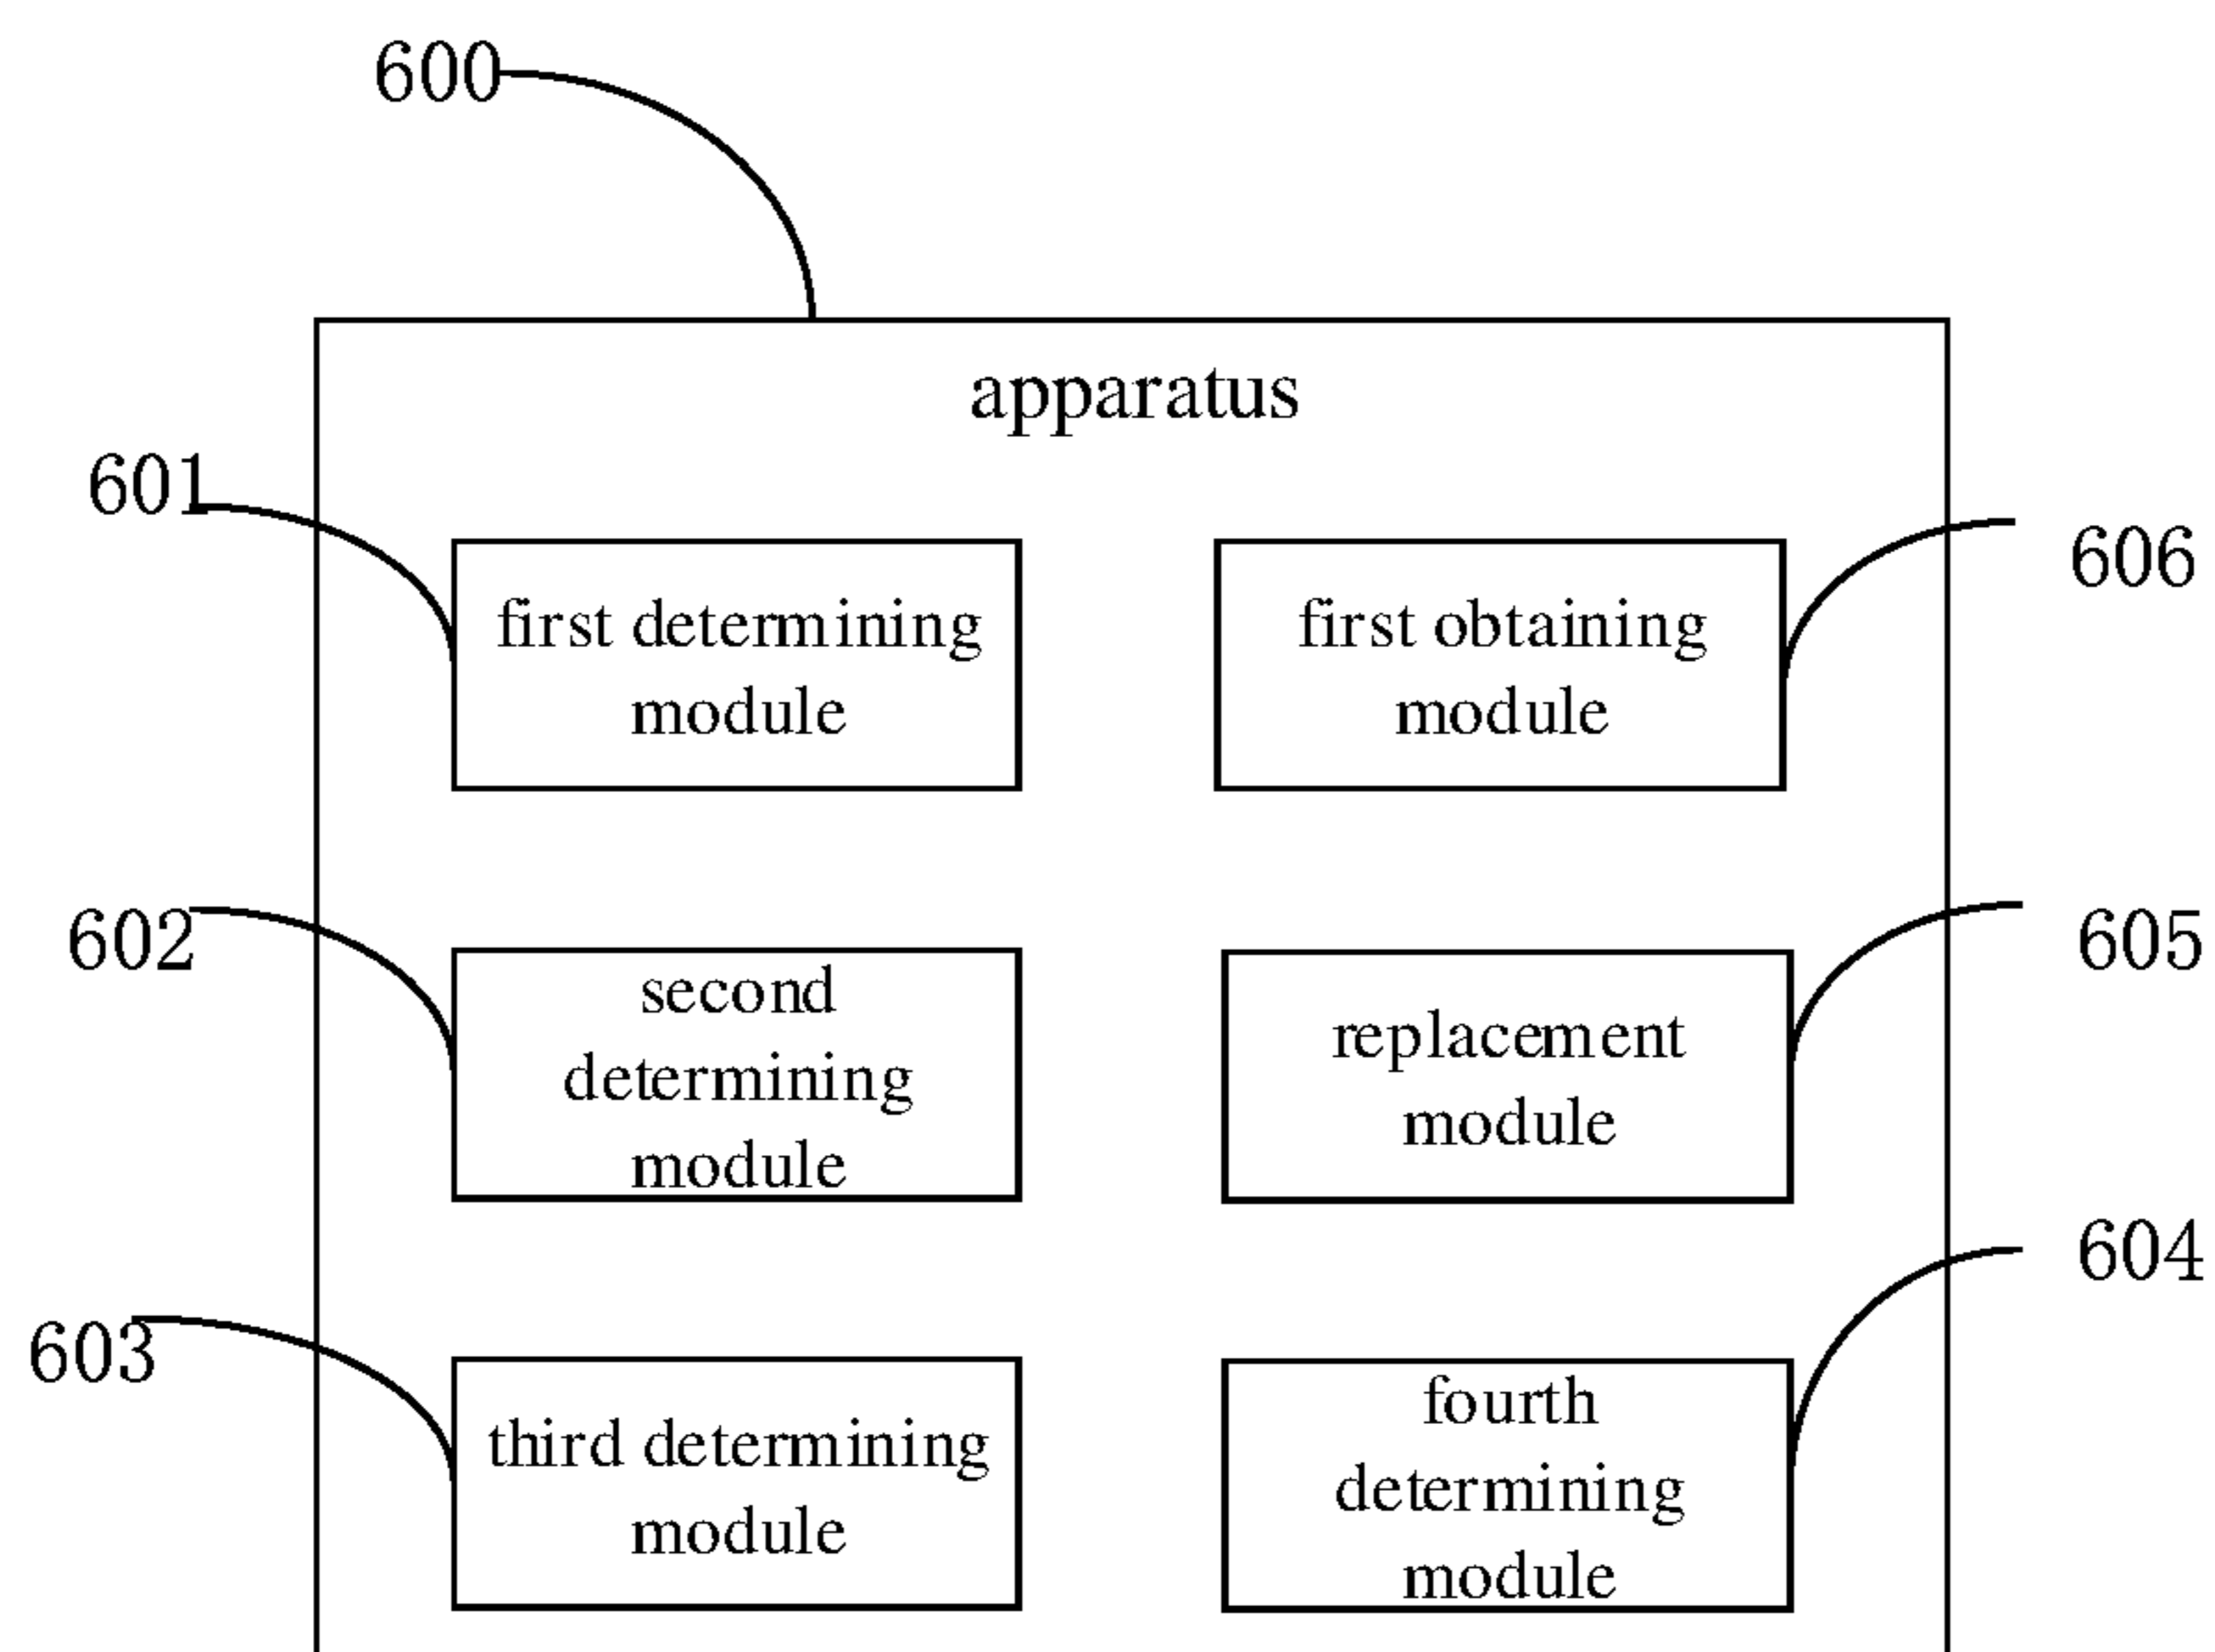 600
apparatus
601
first determining
module
first obtaining
module
606
602
second
determining
module
replacement
module
605
603
third determining
module
fourth
determining
module
604